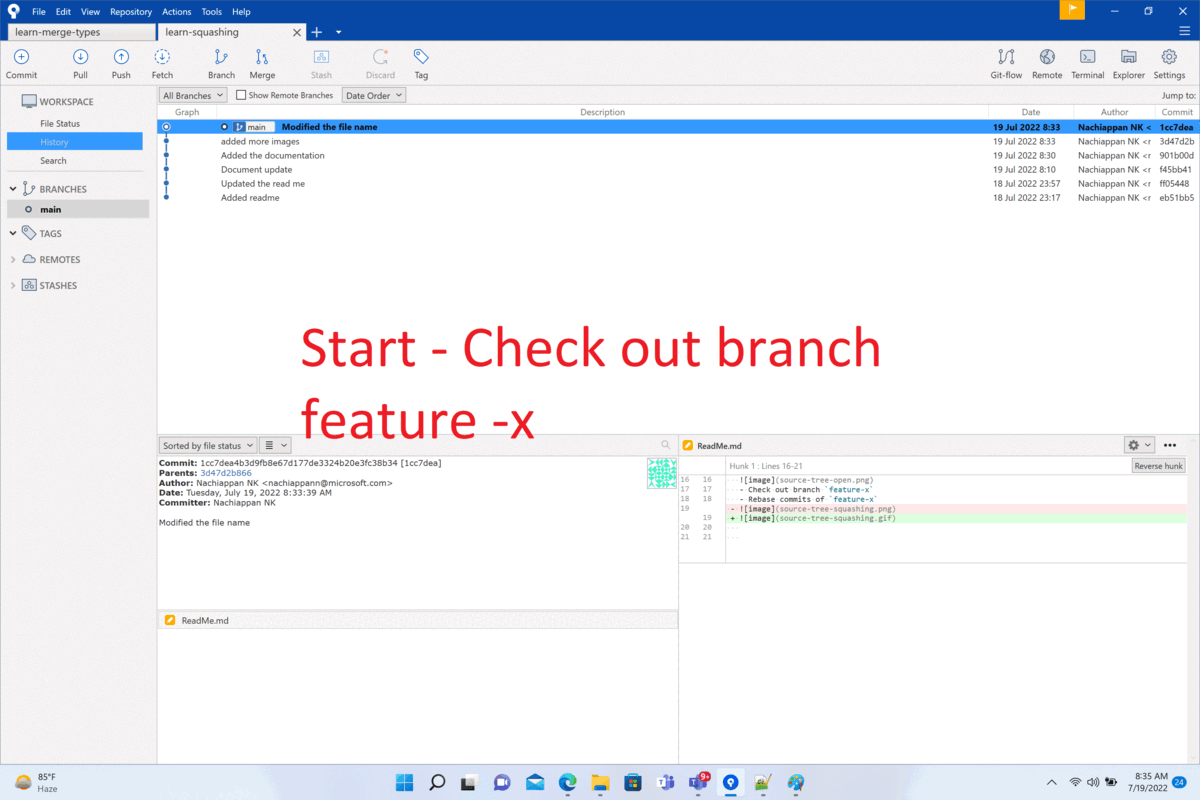 File Edit View Repository Actions Tools Help
learn-merge-types learn-squashing
Commit Pull Push Fetch Branch Merge Stash Discard Tag Git-flow Remote Terminal Explorer Settings
WORKSPACE
File Status
History
Search
BRANCHES
main
TAGS
REMOTES
STASHES
All Branches Show Remote Branches Date Order Jump to:
Graph Description Date Author Commit
main Modified the file name 19 Jul 2022 8:33 Nachiappan NK < 1cc7dea
added more images 19 Jul 2022 8:33 Nachiappan NK <r 3d47d2b
Added the documentation 19 Jul 2022 8:30 Nachiappan NK <r 901b00d
Document update 19 Jul 2022 8:10 Nachiappan NK <r f45bb41
Updated the read me 18 Jul 2022 23:57 Nachiappan NK <r ff05448
Added readme 18 Jul 2022 23:17 Nachiappan NK <r eb51bb5
Start - Check out branch
feature -x
Sorted by file status
Commit: 1cc7dea4b3d9fb8e67d177de3324b20e3fc38b34 [1cc7dea]
Parents: 3d47d2b866
Author: Nachiappan NK <nachiappann@microsoft.com>
Date: Tuesday, July 19, 2022 8:33:39 AM
Committer: Nachiappan NK
Modified the file name
ReadMe.md
ReadMe.md
Hunk 1 : Lines 16-21 Reverse hunk
16 16 ![image](source-tree-open.png)
17 17 - Check out branch `feature-x`
18 18 - Rebase commits of `feature-x`
19 - ![image](source-tree-squashing.png)
19 + ![image](source-tree-squashing.gif)
20 20
21 21
85°F
Haze
9+
8:35 AM
7/19/2022
24